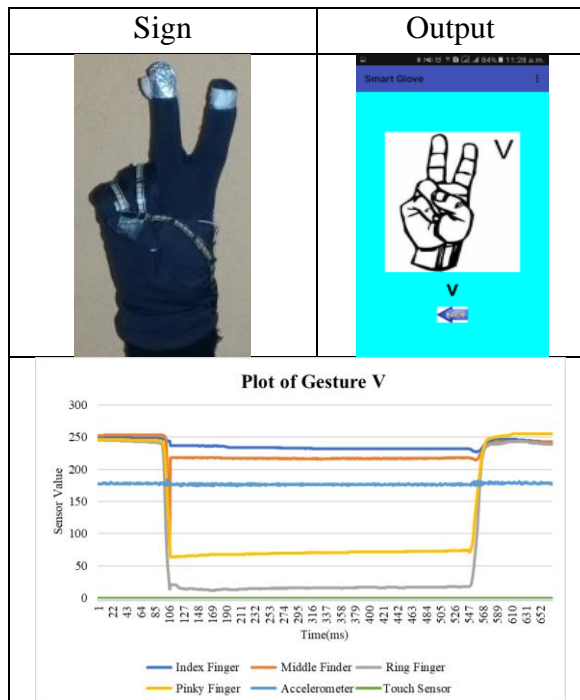 Sign
Output
84% 11:28 a.m.
Smart Glove
V
V
Plot of Gesture V
300
250
200
150
100
50
0
Sensor Value
1 22 43 64 85 106 127 148 169 190 211 232 253 274 295 316 337 358 379 400 421 442 463 484 505 526 547 568 589 610 631 652
Time(ms)
Index Finger Middle Finder Ring Finger
Pinky Finger Accelerometer Touch Sensor